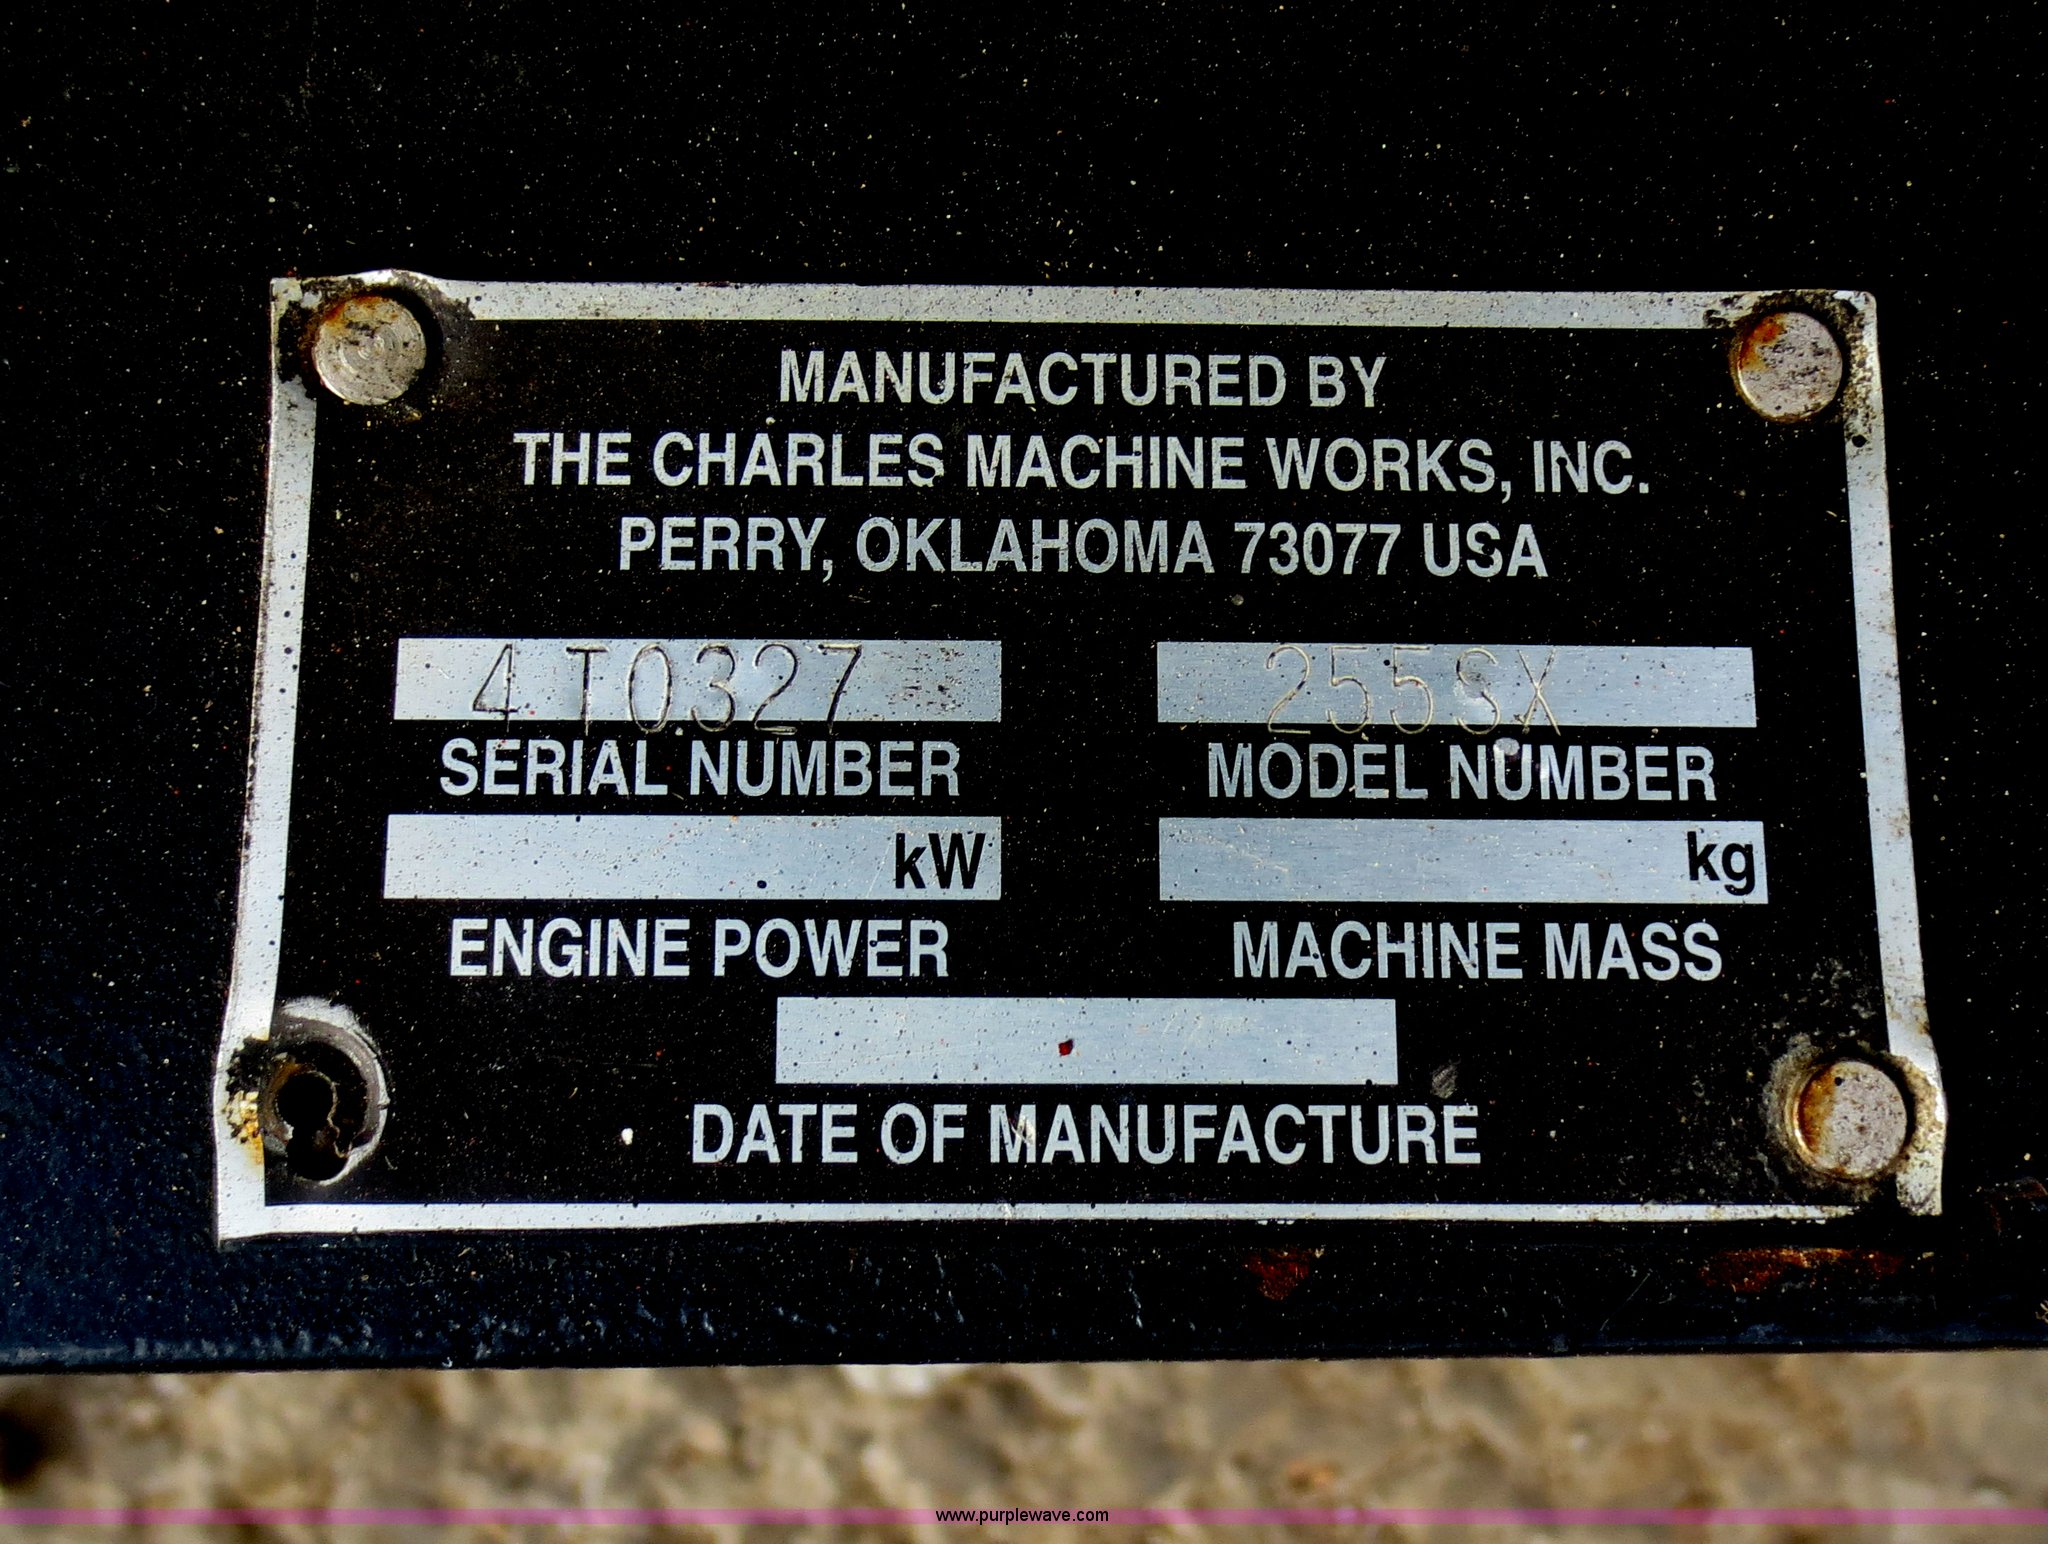 MANUFACTURED BY
THE CHARLES MACHINE WORKS, INC.
PERRY, OKLAHOMA 73077 USA
4T0327 255SX
SERIAL NUMBER MODEL NUMBER
kW kg
ENGINE POWER MACHINE MASS
DATE OF MANUFACTURE
www.purplewave.com